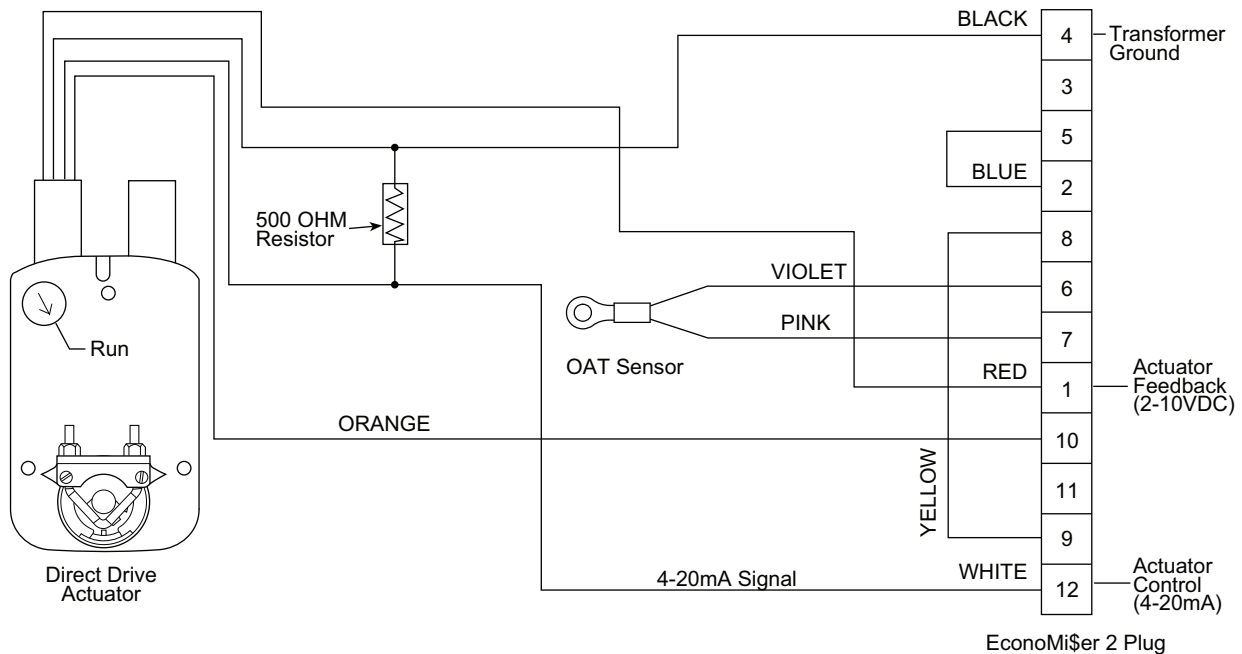 BLACK
4
Transformer
Ground
3
5
BLUE
2
500 OHM
Resistor
8
VIOLET
6
PINK
7
Run
OAT Sensor
RED
1
Actuator
Feedback
(2-10VDC)
ORANGE
10
YELLOW
11
9
Direct Drive
Actuator
4-20mA Signal
WHITE
12
Actuator
Control
(4-20mA)
EconoMi$er 2 Plug